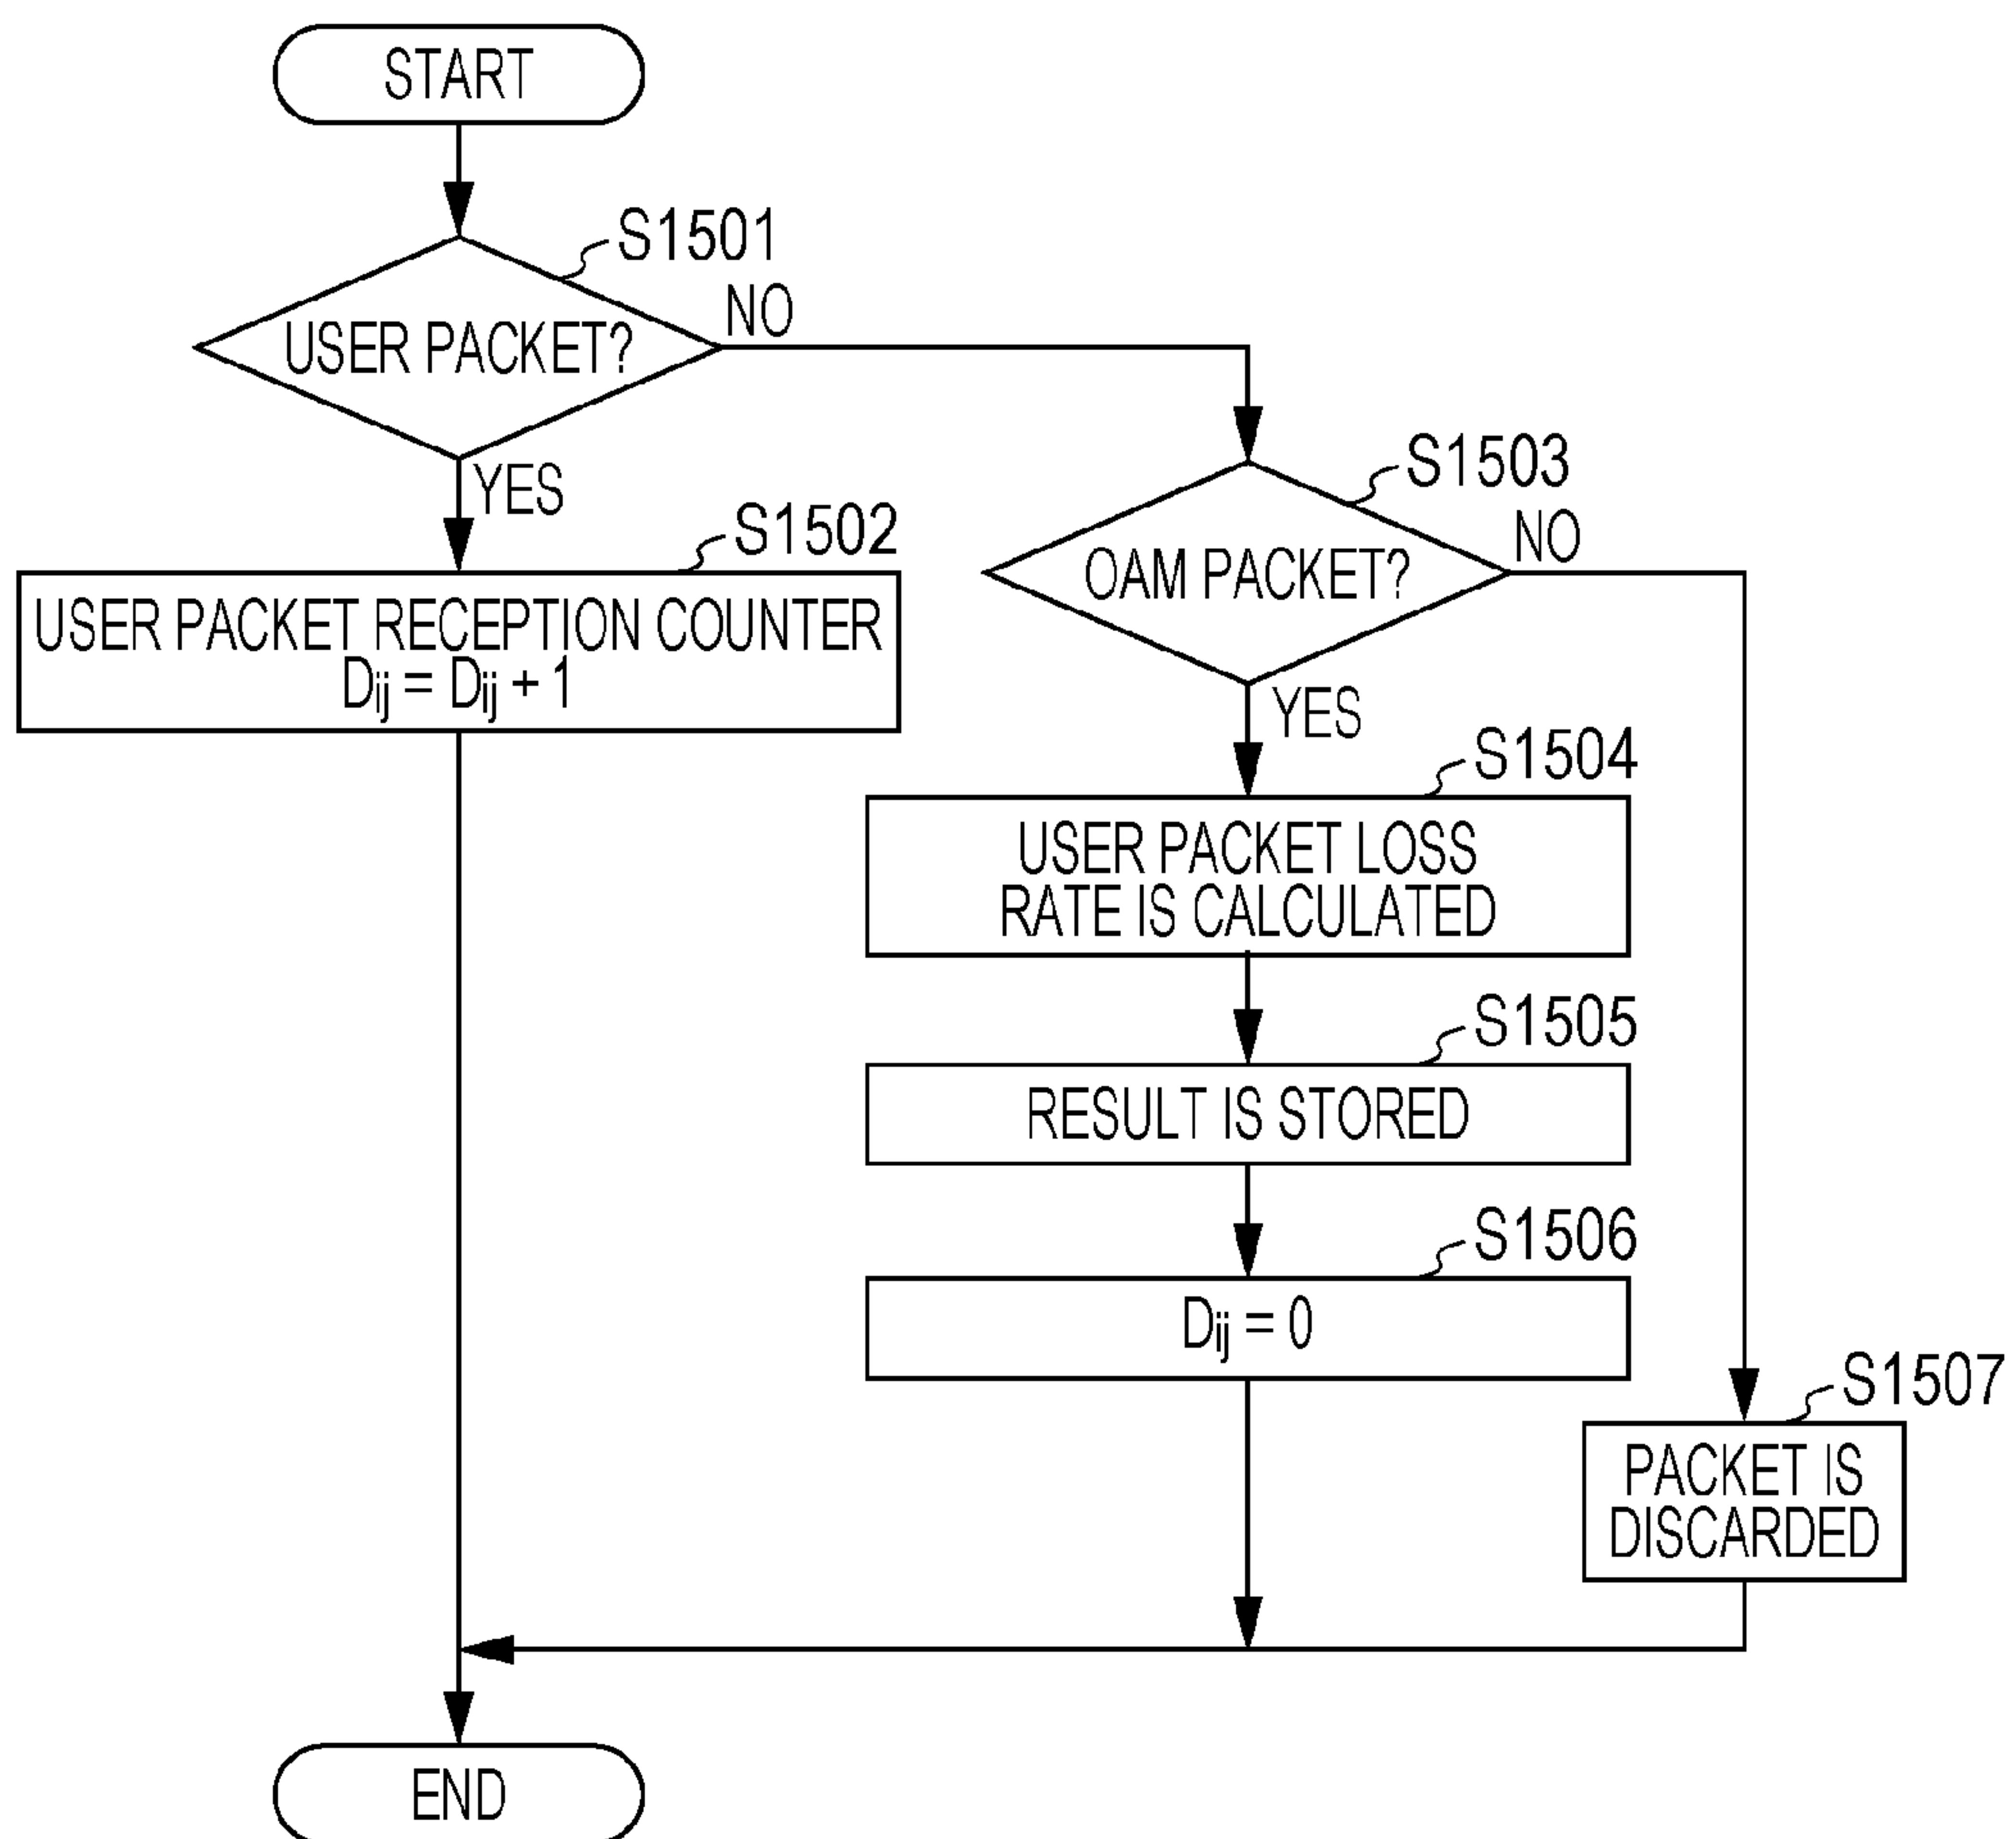 START
S1501
USER PACKET?
NO
YES
S1502
USER PACKET RECEPTION COUNTER
Dij = Dij + 1
S1503
OAM PACKET?
NO
YES
S1504
USER PACKET LOSS
RATE IS CALCULATED
S1505
RESULT IS STORED
S1506
Dij = 0
S1507
PACKET IS
DISCARDED
END